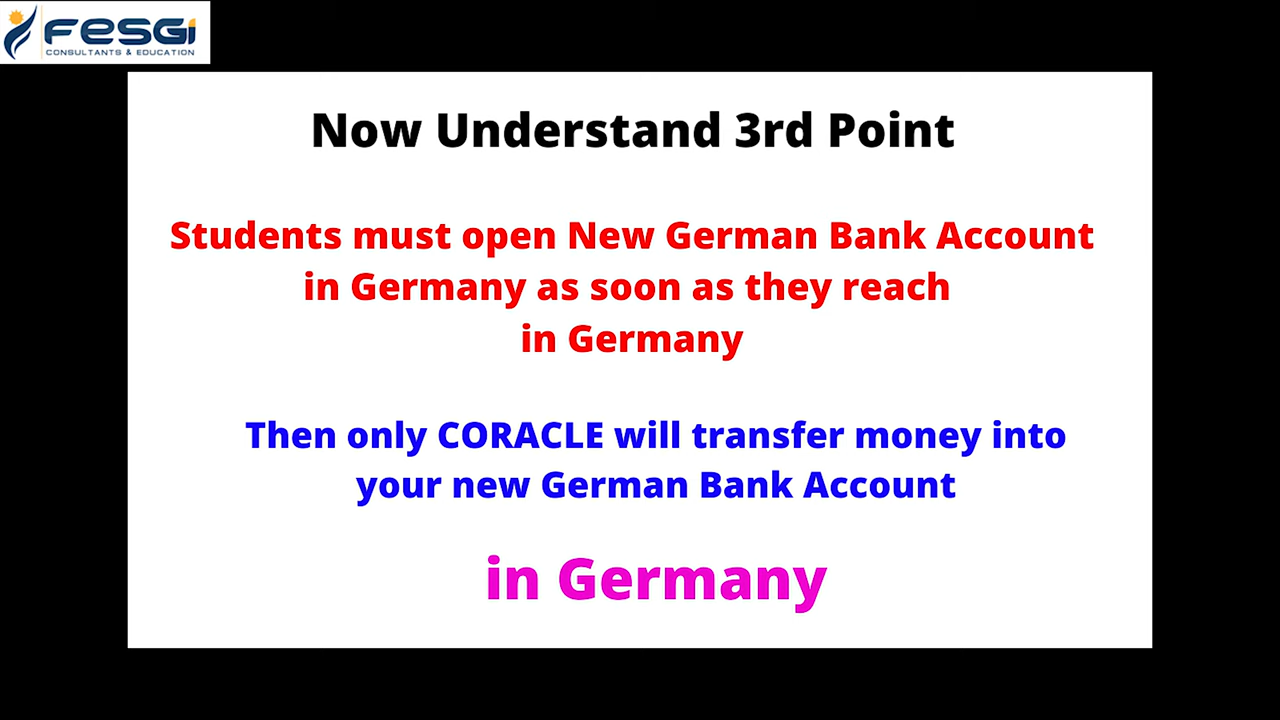 FESGI
CONSULTANTS & EDUCATION
Now Understand 3rd Point
Students must open New German Bank Account
in Germany as soon as they reach
in Germany
Then only CORACLE will transfer money into
your new German Bank Account
in Germany